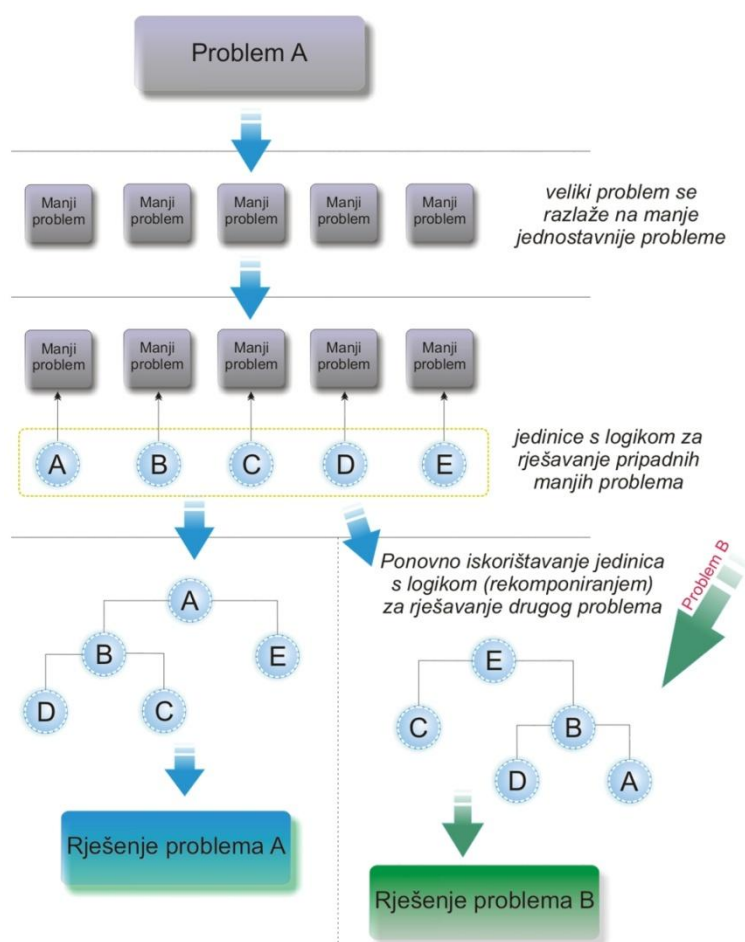 Problem A
Manji
problem
Manji
problem
Manji
problem
Manji
problem
Manji
problem
veliki problem se
razlaže na manje
jednostavnije probleme
Manji
problem
Manji
problem
Manji
problem
Manji
problem
Manji
problem
A
B
C
D
E
jedinice s logikom za
rješavanje pripadnih
manjih problema
A
B
E
D
C
Rješenje problema A
Ponovno iskorištavanje jedinica
s logikom (rekomponiranjem)
za rješavanje drugog problema
Problem B
E
C
B
D
A
Rješenje problema B